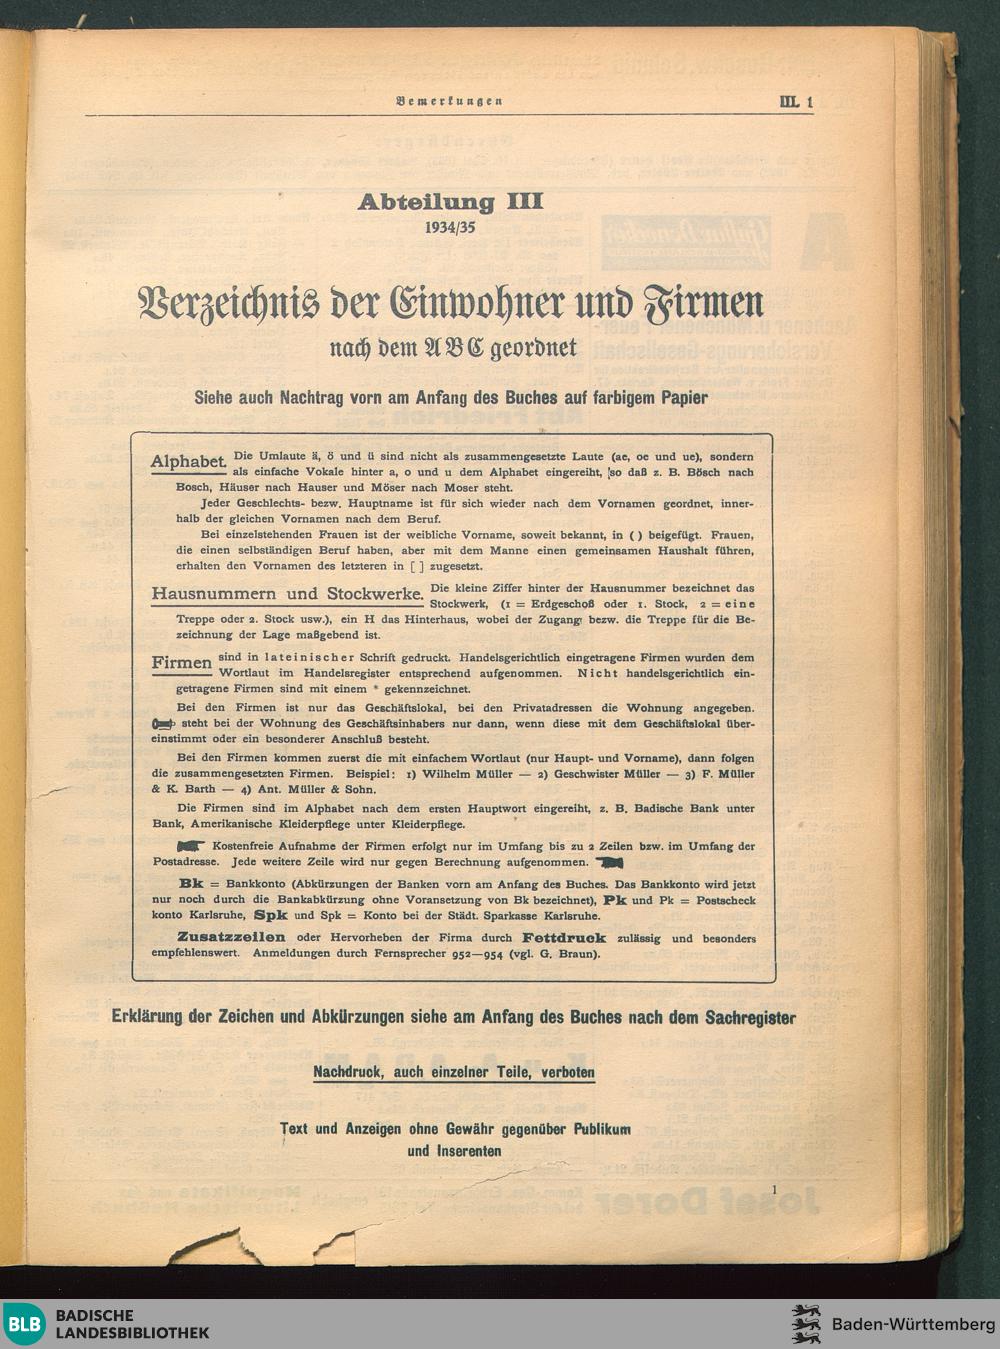 Bemerkungen III. 1
Abteilung III
1934/35
Verzeichnis der Einwohner und Firmen
nach dem ABC geordnet
Siehe auch Nachtrag vorn am Anfang des Buches auf farbigem Papier
Alphabet. Die Umlaute ä, ö und ü sind nicht als zusammengesetzte Laute (ae, oe und ue), sondern
als einfache Vokale hinter a, o und u dem Alphabet eingereiht, so daß z. B. Bösch nach
Bosch, Häuser nach Hauser und Möser nach Moser steht.
Jeder Geschlechts- bezw. Hauptname ist für sich wieder nach dem Vornamen geordnet, inner-
halb der gleichen Vornamen nach dem Beruf.
Bei einzelstehenden Frauen ist der weibliche Vorname, soweit bekannt, in ( ) beigefügt. Frauen,
die einen selbständigen Beruf haben, aber mit dem Manne einen gemeinsamen Haushalt führen,
erhalten den Vornamen des letzteren in [ ] zugesetzt.
Hausnummern und Stockwerke. Die kleine Ziffer hinter der Hausnummer bezeichnet das
Stockwerk, (1 = Erdgeschoß oder 1. Stock, 2 = eine
Treppe oder 2. Stock usw.), ein H das Hinterhaus, wobei der Zugang bezw. die Treppe für die Be-
zeichnung der Lage maßgebend ist.
Firmen sind in lateinischer Schrift gedruckt. Handelsgerichtlich eingetragene Firmen wurden dem
Wortlaut im Handelsregister entsprechend aufgenommen. Nicht handelsgerichtlich ein-
getragene Firmen sind mit einem * gekennzeichnet.
Bei den Firmen ist nur das Geschäftslokal, bei den Privatadressen die Wohnung angegeben.
steht bei der Wohnung des Geschäftsinhabers nur dann, wenn diese mit dem Geschäftslokal über-
einstimmt oder ein besonderer Anschluß besteht.
Bei den Firmen kommen zuerst die mit einfachem Wortlaut (nur Haupt- und Vorname), dann folgen
die zusammengesetzten Firmen. Beispiel: 1) Wilhelm Müller — 2) Geschwister Müller — 3) F. Müller
& K. Barth — 4) Ant. Müller & Sohn.
Die Firmen sind im Alphabet nach dem ersten Hauptwort eingereiht, z. B. Badische Bank unter
Bank, Amerikanische Kleiderpflege unter Kleiderpflege.
Kostenfreie Aufnahme der Firmen erfolgt nur im Umfang bis zu 2 Zeilen bzw. im Umfang der
Postadresse. Jede weitere Zeile wird nur gegen Berechnung aufgenommen.
Bk = Bankkonto (Abkürzungen der Banken vorn am Anfang des Buches. Das Bankkonto wird jetzt
nur noch durch die Bankabkürzung ohne Voransetzung von Bk bezeichnet), Pk und Pk = Postscheck
konto Karlsruhe, Spk und Spk = Konto bei der Städt. Sparkasse Karlsruhe.
Zusatzzeilen oder Hervorheben der Firma durch Fettdruck zulässig und besonders
empfehlenswert. Anmeldungen durch Fernsprecher 952—954 (vgl. G. Braun).
Erklärung der Zeichen und Abkürzungen siehe am Anfang des Buches nach dem Sachregister
Nachdruck, auch einzelner Teile, verboten
Text und Anzeigen ohne Gewähr gegenüber Publikum
und Inserenten
1
BLB BADISCHE
LANDESBIBLIOTHEK
Baden-Württemberg